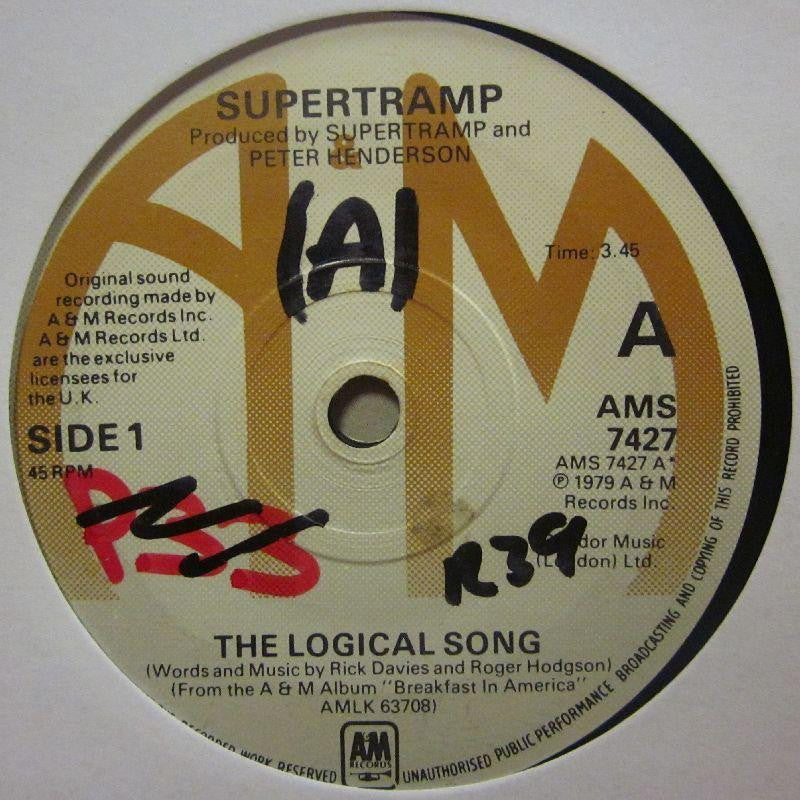 SUPERTRAMP
Produced by SUPERTRAMP and
PETER HENDERSON
&
|A|
Time: 3.45
Original sound
recording made by
A & M Records Inc.
A & M Records Ltd.
are the exclusive
licensees for
the U.K.
A
SIDE 1
45 RPM
AMS
7427
AMS 7427 A*
℗ 1979 A & M
Records Inc.
dor Music
(London) Ltd.
P33
R39
THE LOGICAL SONG
(Words and Music by Rick Davies and Roger Hodgson)
(From the A & M Album "Breakfast In America"
AMLK 63708)
WORK RESERVED
A&M
RECORDS
UNAUTHORISED PUBLIC PERFORMANCE BROADCASTING AND COPYING OF THIS RECORD PROHIBITED